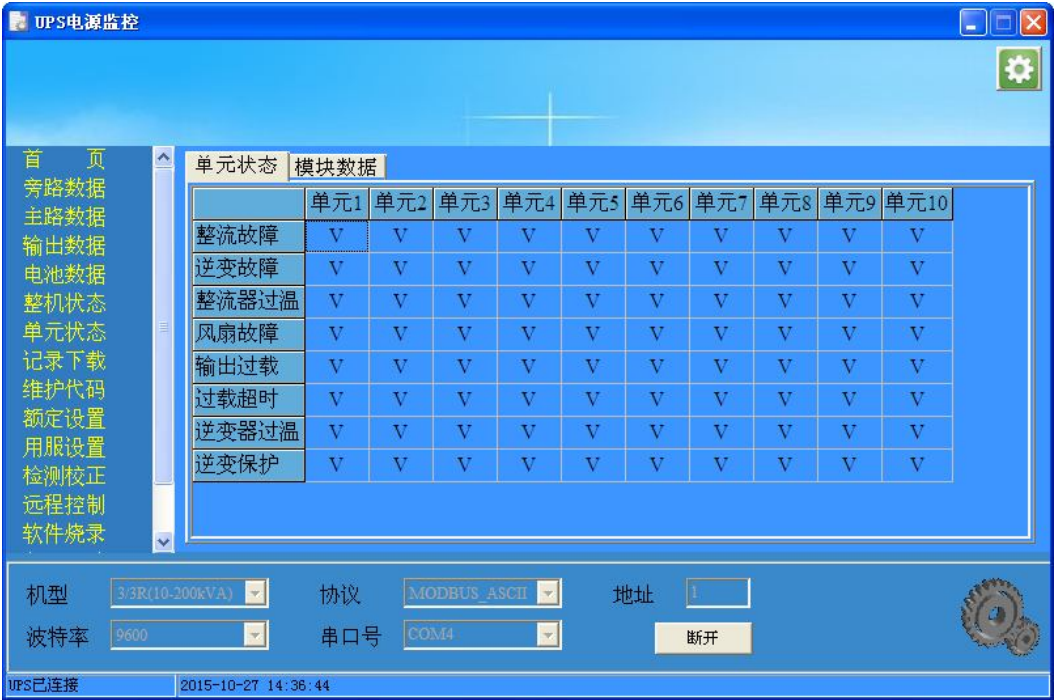 UPS电源监控
首 页
旁路数据
主路数据
输出数据
电池数据
整机状态
单元状态
记录下载
维护代码
额定设置
用服设置
检测校正
远程控制
软件烧录
单元状态 模块数据
单元1 单元2 单元3 单元4 单元5 单元6 单元7 单元8 单元9 单元10
整流故障 V V V V V V V V V V
逆变故障 V V V V V V V V V V
整流器过温 V V V V V V V V V V
风扇故障 V V V V V V V V V V
输出过载 V V V V V V V V V V
过载超时 V V V V V V V V V V
逆变器过温 V V V V V V V V V V
逆变保护 V V V V V V V V V V
机型 3/3R(10-200kVA) 协议 MODBUS_ASCII 地址 1
波特率 9600 串口号 COM4 断开
UPS已连接 2015-10-27 14:36:44